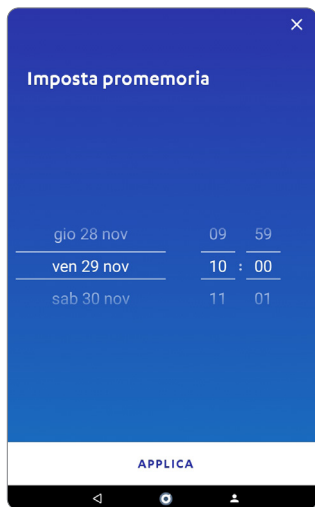 Imposta promemoria
gio 28 nov 09 59
ven 29 nov 10 : 00
sab 30 nov 11 01
APPLICA